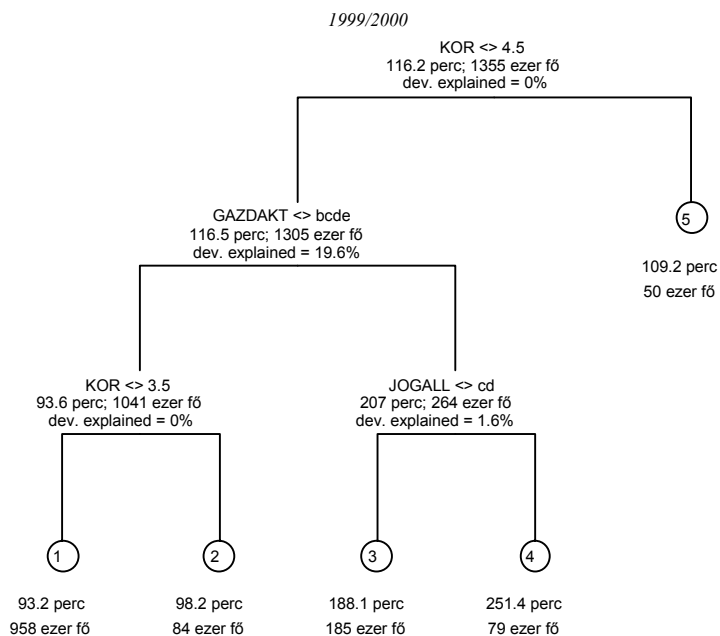 1999/2000
KOR <> 4.5
116.2 perc; 1355 ezer fő
dev. explained = 0%
GAZDAKT <> bcde
116.5 perc; 1305 ezer fő
dev. explained = 19.6%
5
109.2 perc
50 ezer fő
KOR <> 3.5
93.6 perc; 1041 ezer fő
dev. explained = 0%
JOGALL <> cd
207 perc; 264 ezer fő
dev. explained = 1.6%
1
2
3
4
93.2 perc
958 ezer fő
98.2 perc
84 ezer fő
188.1 perc
185 ezer fő
251.4 perc
79 ezer fő